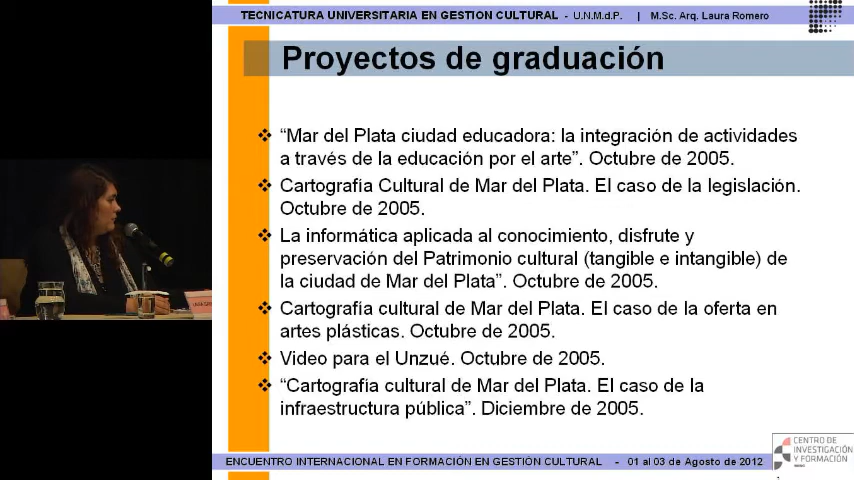 TECNICATURA UNIVERSITARIA EN GESTION CULTURAL - U.N.M.d.P. | M.Sc. Arq. Laura Romero
Proyectos de graduación
❖ “Mar del Plata ciudad educadora: la integración de actividades
a través de la educación por el arte”. Octubre de 2005.
❖ Cartografía Cultural de Mar del Plata. El caso de la legislación.
Octubre de 2005.
❖ La informática aplicada al conocimiento, disfrute y
preservación del Patrimonio cultural (tangible e intangible) de
la ciudad de Mar del Plata”. Octubre de 2005.
❖ Cartografía cultural de Mar del Plata. El caso de la oferta en
artes plásticas. Octubre de 2005.
❖ Video para el Unzué. Octubre de 2005.
❖ “Cartografia cultural de Mar del Plata. El caso de la
infraestructura pública”. Diciembre de 2005.
ENCUENTRO INTERNACIONAL EN FORMACIÓN EN GESTIÓN CULTURAL - 01 al 03 de Agosto de 2012
CENTRO DE
INVESTIGACIÓN
Y FORMACIÓN